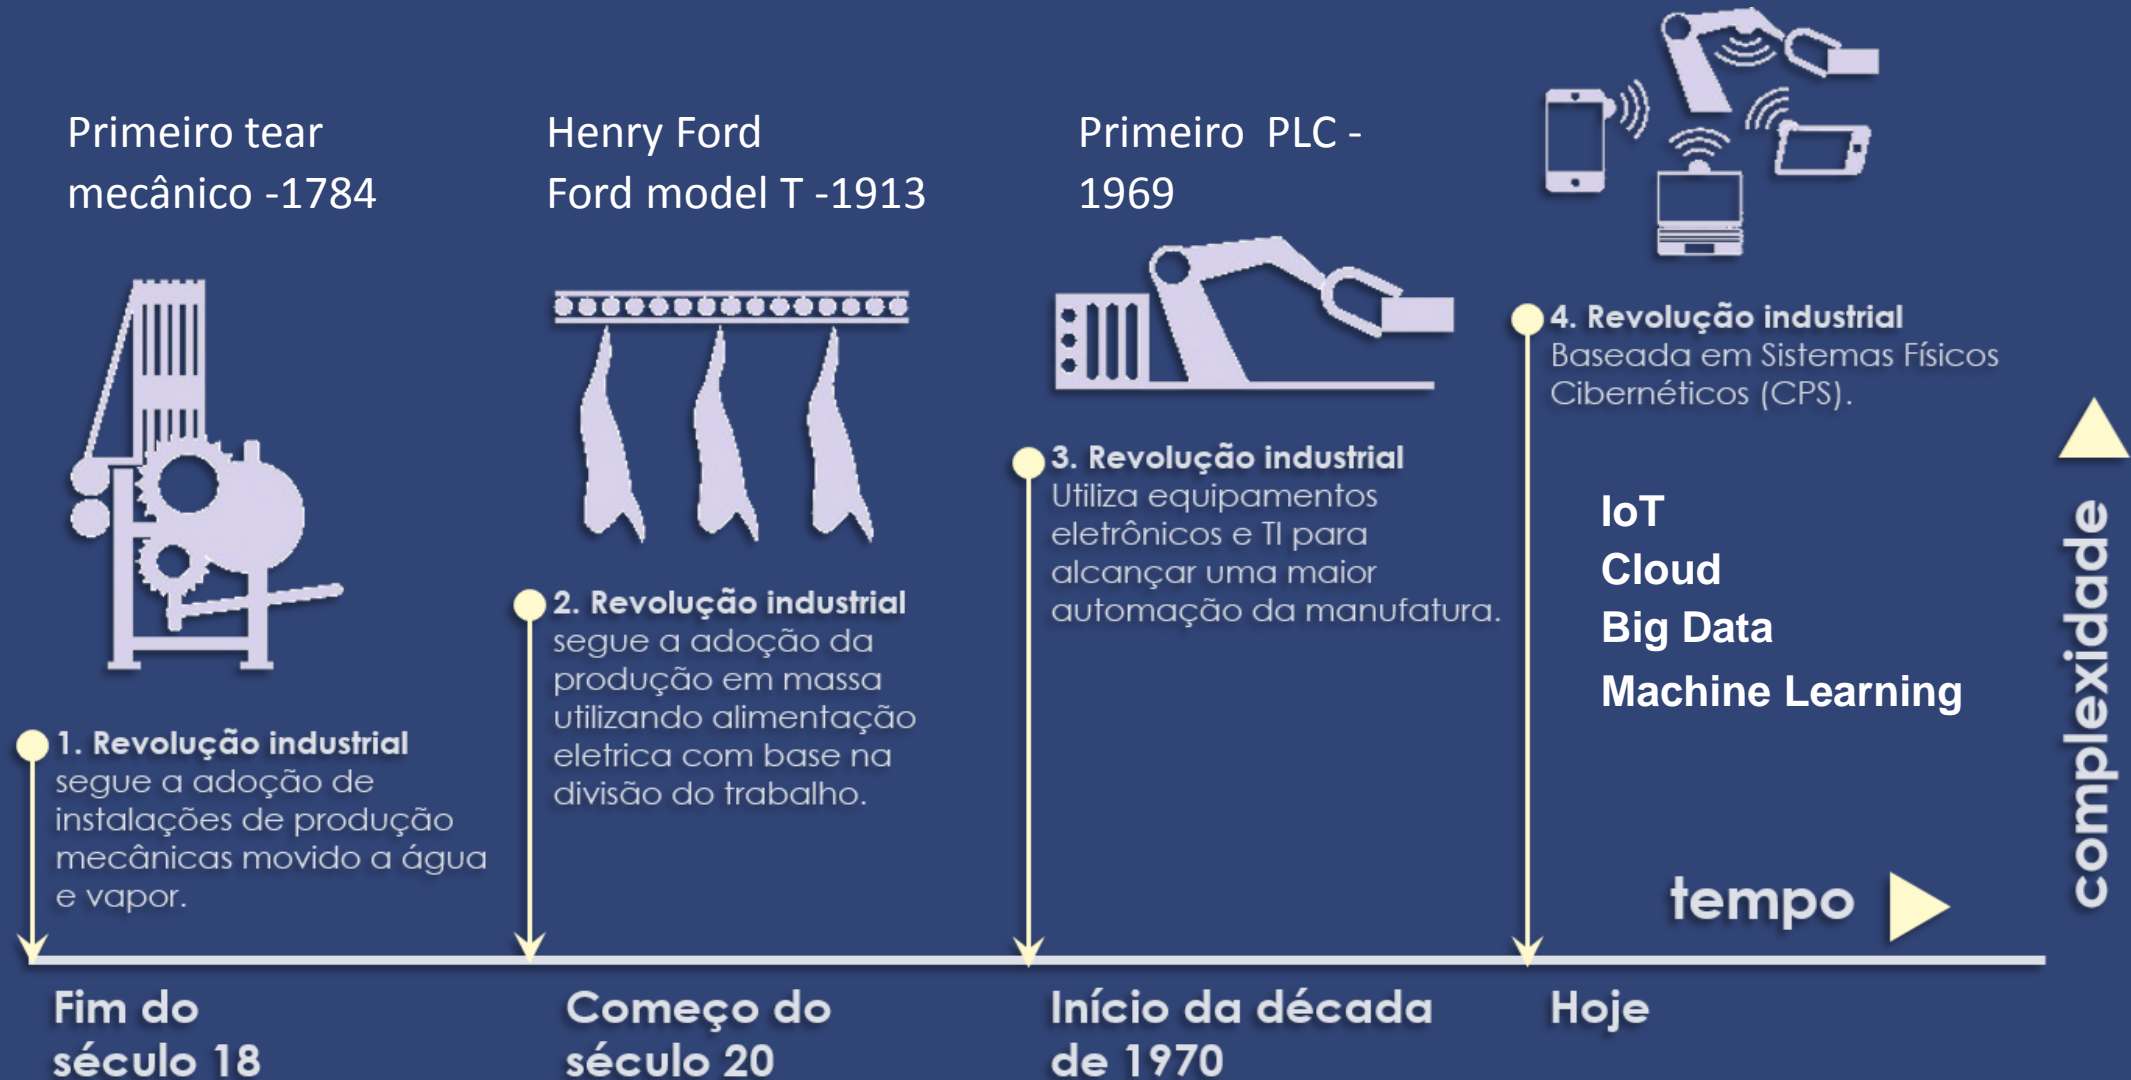 Primeiro tear
mecânico -1784
Henry Ford
Ford model T -1913
Primeiro  PLC -
1969
1. Revolução industrial
segue a adoção de
instalações de produção
mecânicas movido a água
e vapor.
2. Revolução industrial
segue a adoção da
produção em massa
utilizando alimentação
eletrica com base na
divisão do trabalho.
3. Revolução industrial
Utiliza equipamentos
eletrônicos e TI para
alcançar uma maior
automação da manufatura.
4. Revolução industrial
Baseada em Sistemas Físicos
Cibernéticos (CPS).
IoT
Cloud
Big Data
Machine Learning
complexidade
tempo
Fim do
século 18
Começo do
século 20
Início da década
de 1970
Hoje